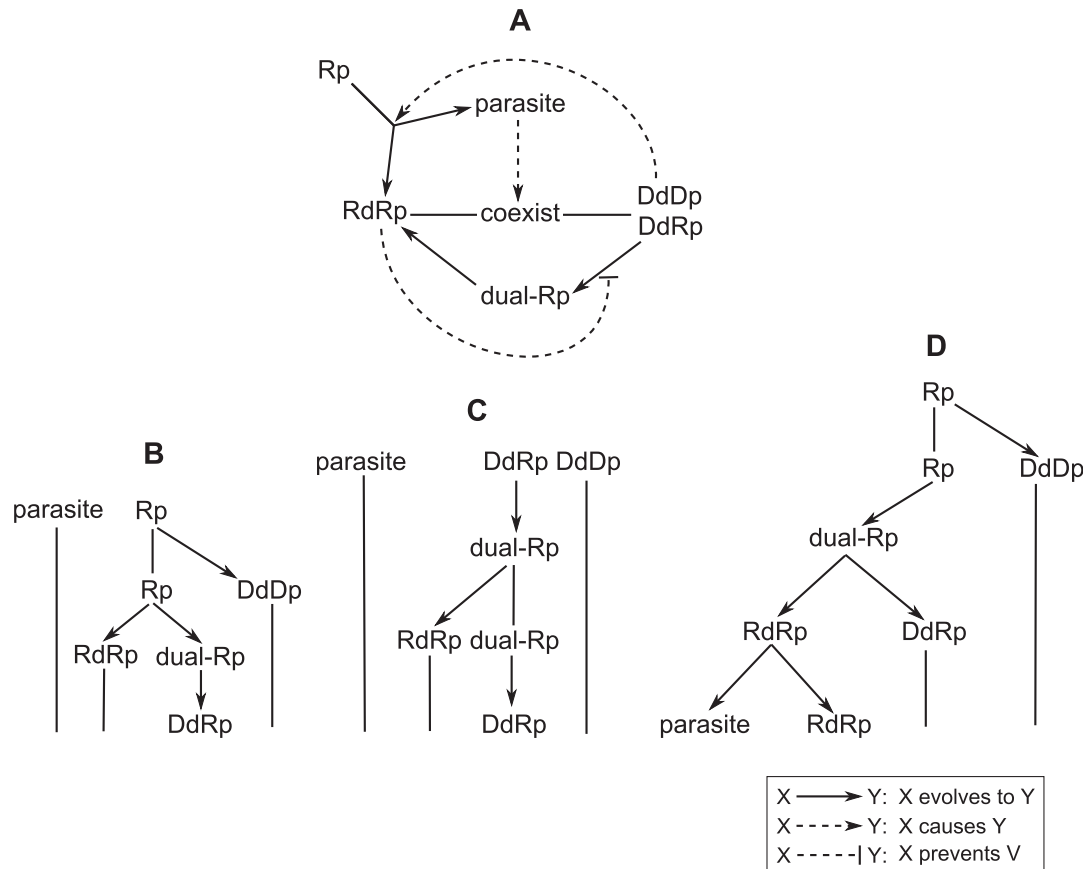 A
Rp
parasite
DdDp
RdRp
coexist
DdRp
dual-Rp
B
parasite
Rp
Rp
DdDp
RdRp
dual-Rp
DdRp
C
parasite
DdRp
DdDp
dual-Rp
RdRp
dual-Rp
DdRp
D
Rp
Rp
DdDp
dual-Rp
RdRp
DdRp
parasite
RdRp
X Y: X evolves to Y
X Y: X causes Y
X Y: X prevents V